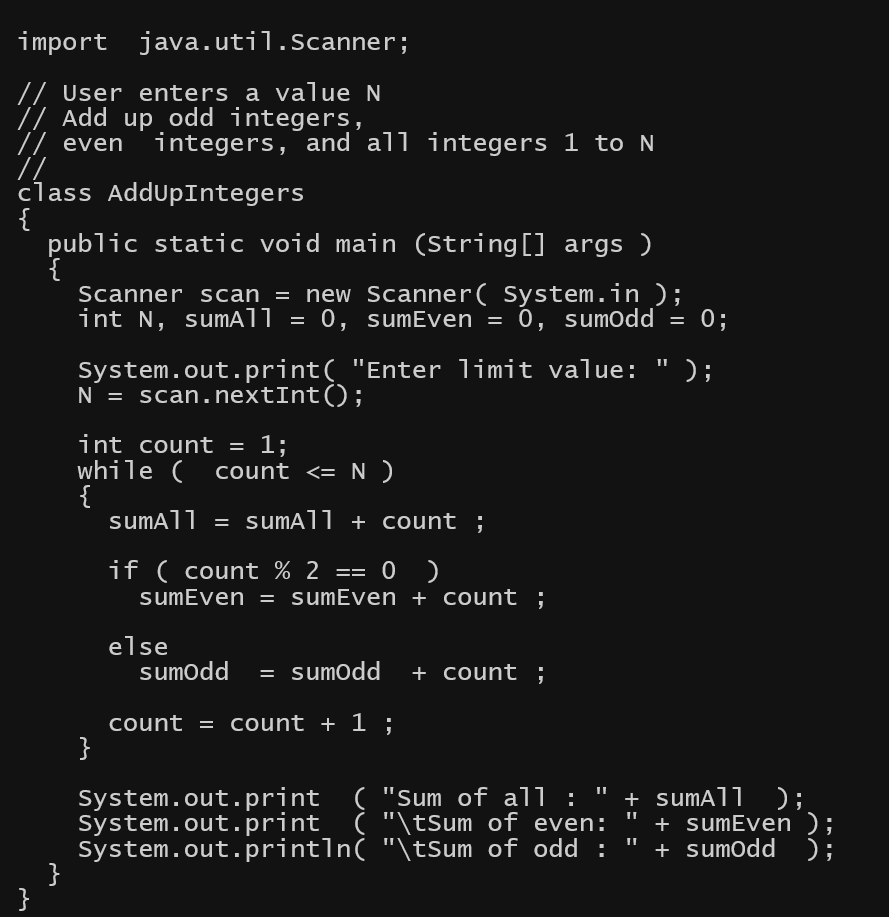 import  java.util.Scanner;

// User enters a value N
// Add up odd integers,
// even  integers, and all integers 1 to N
//
class AddUpIntegers
{
  public static void main (String[] args )
  {
    Scanner scan = new Scanner( System.in );
    int N, sumAll = 0, sumEven = 0, sumOdd = 0;

    System.out.print( "Enter limit value: " );
    N = scan.nextInt();

    int count = 1;
    while (  count <= N )
    {
      sumAll = sumAll + count ;

      if ( count % 2 == 0  )
        sumEven = sumEven + count ;

      else
        sumOdd  = sumOdd  + count ;

      count = count + 1 ;
    }

    System.out.print  ( "Sum of all : " + sumAll  );
    System.out.print  ( "\tSum of even: " + sumEven );
    System.out.println( "\tSum of odd : " + sumOdd  );
  }
}